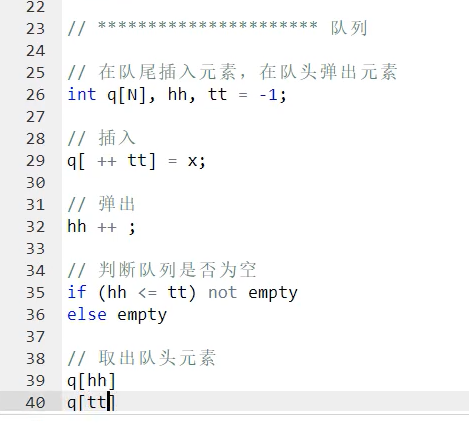 22
23 // ********************** 队列
24
25 // 在队尾插入元素，在队头弹出元素
26 int q[N], hh, tt = -1;
27
28 // 插入
29 q[ ++ tt] = x;
30
31 // 弹出
32 hh ++ ;
33
34 // 判断队列是否为空
35 if (hh <= tt) not empty
36 else empty
37
38 // 取出队头元素
39 q[hh]
40 q[tt]